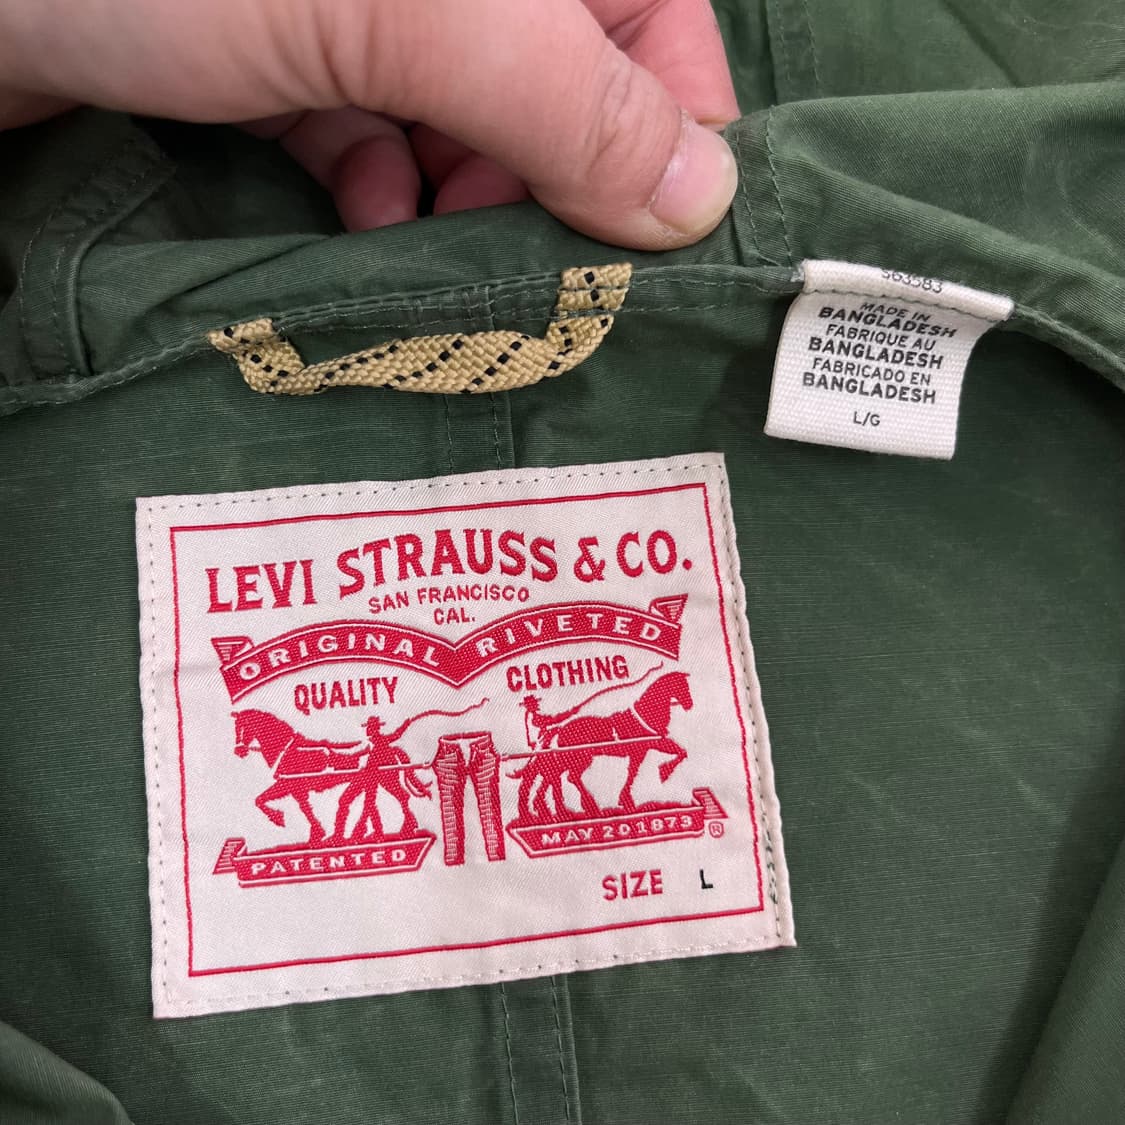 S63583
MADE IN
BANGLADESH
FABRIQUE AU
BANGLADESH
FABRICADO EN
BANGLADESH
L/G
LEVI STRAUSS & CO.
SAN FRANCISCO
CAL.
ORIGINAL RIVETED
QUALITY CLOTHING
PATENTED MAY 20 1873 ®
SIZE L